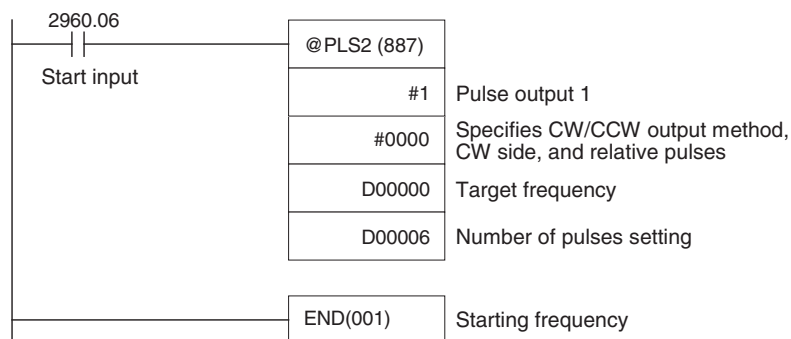 2960.06
@PLS2 (887)
Start input
#1 Pulse output 1
#0000 Specifies CW/CCW output method,
CW side, and relative pulses
D00000 Target frequency
D00006 Number of pulses setting
END(001) Starting frequency